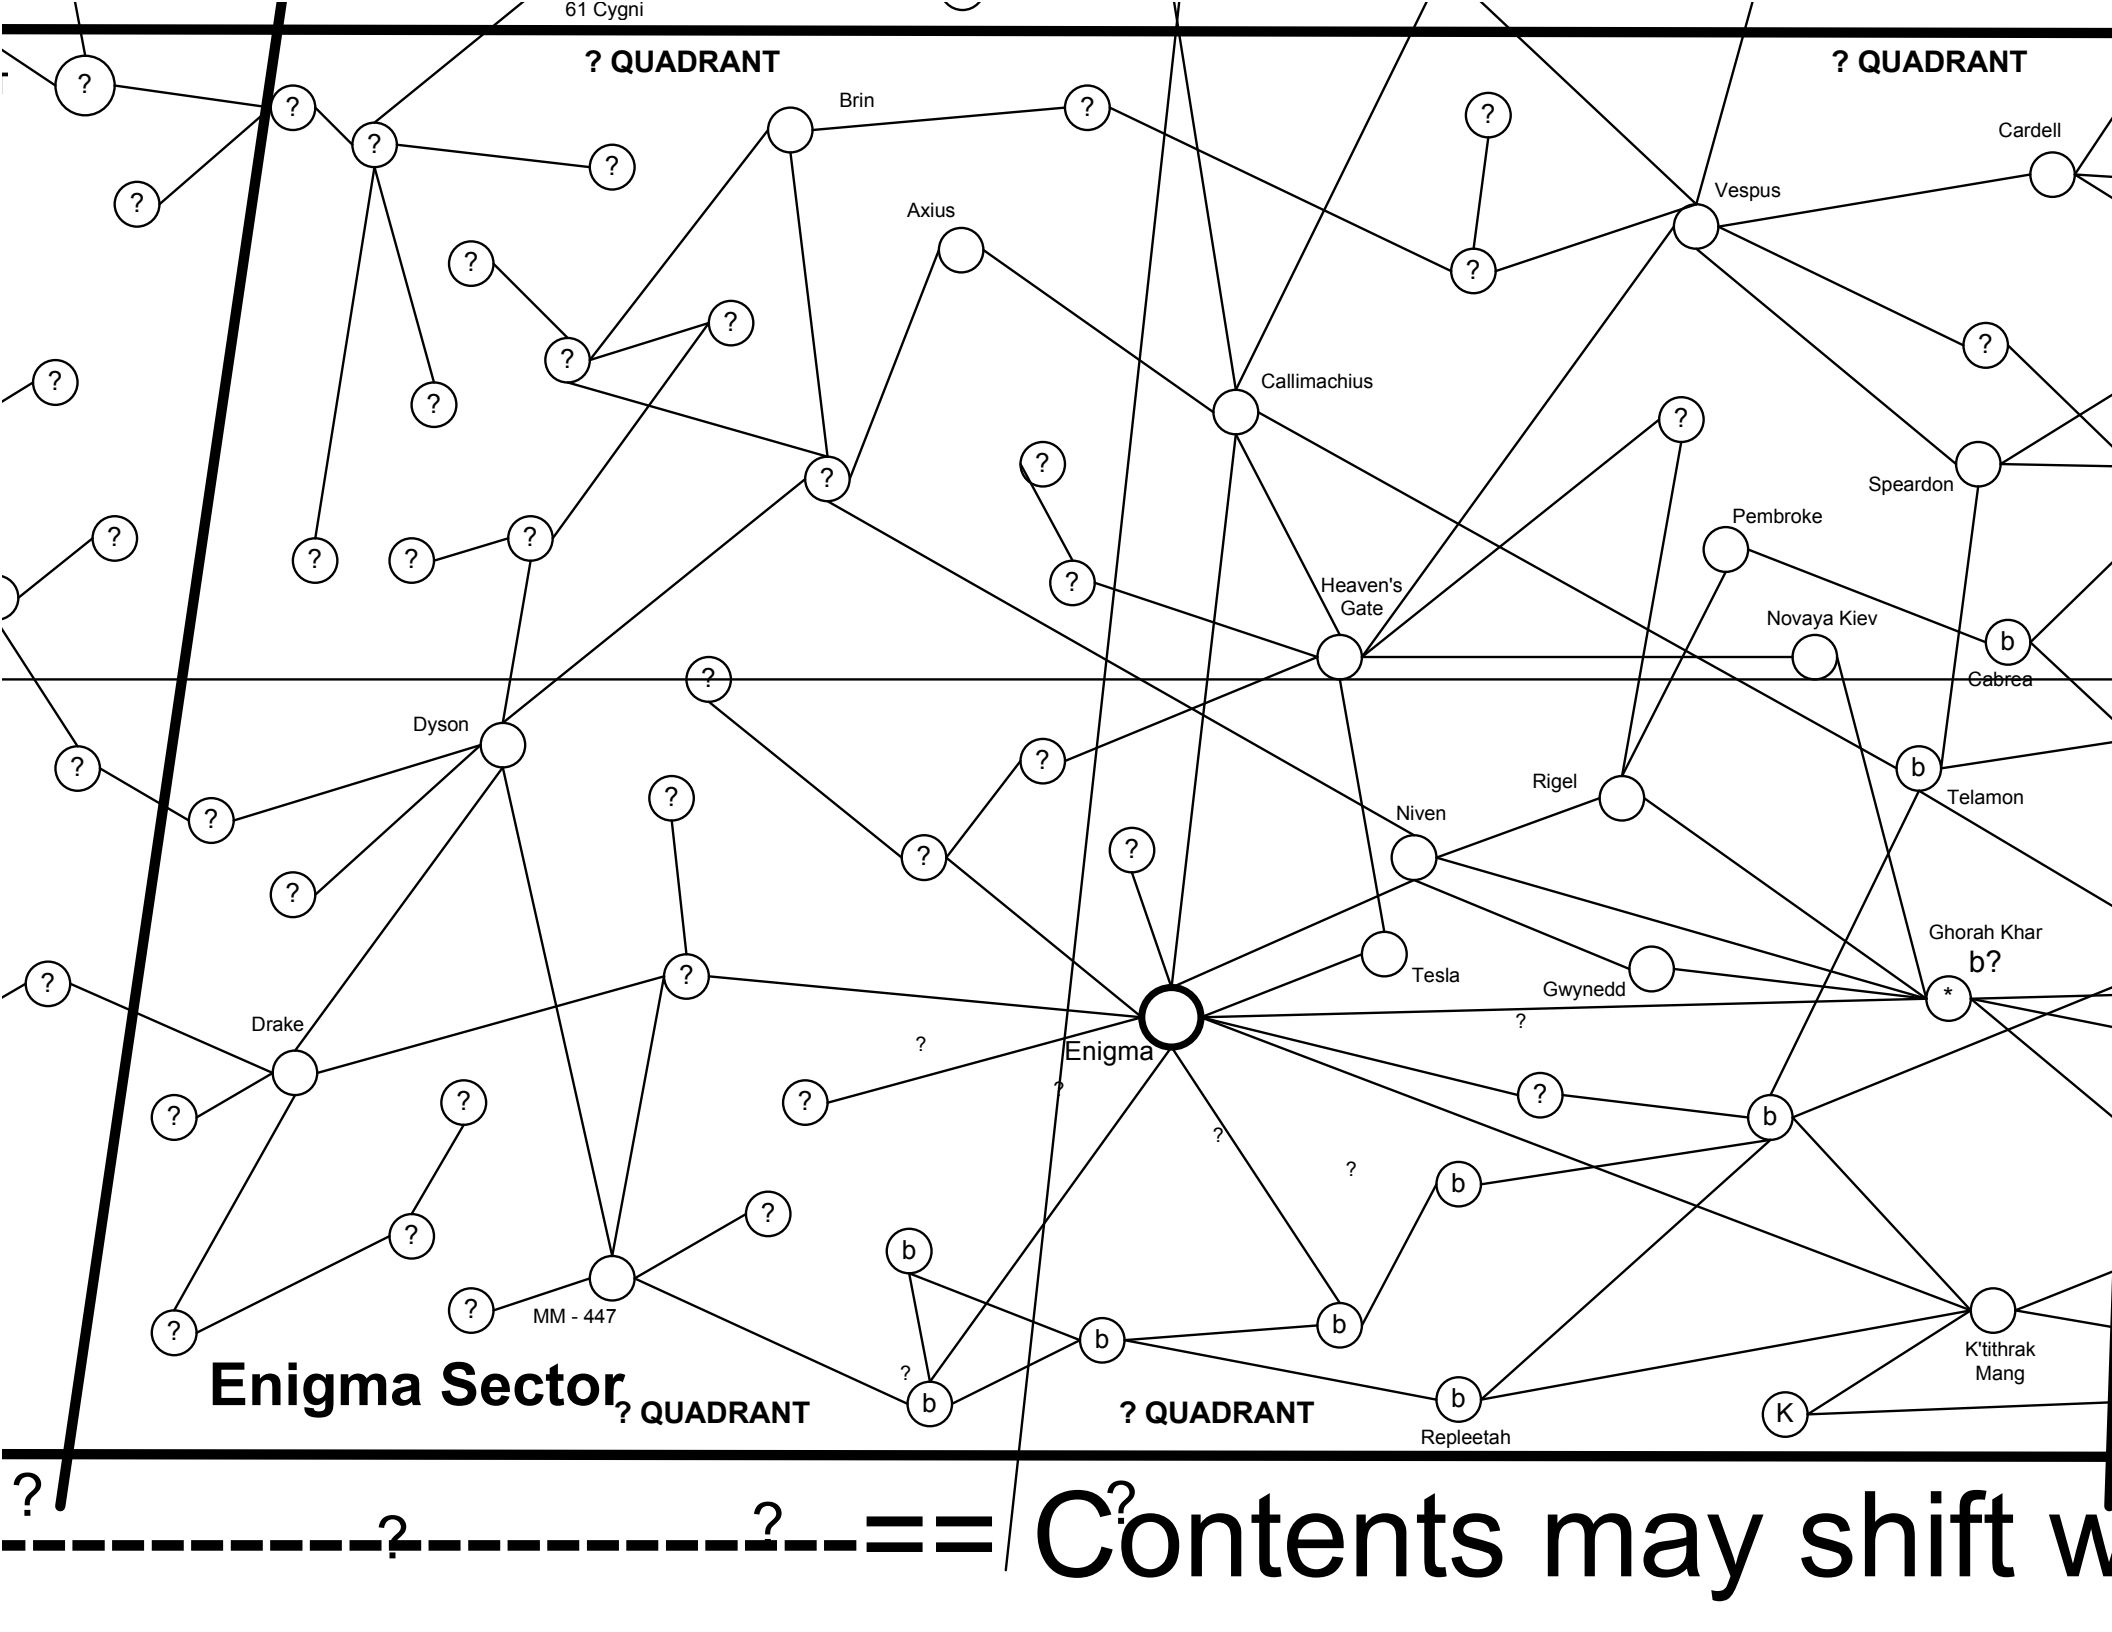 61 Cygni
? QUADRANT
? QUADRANT
?
?
Brin
?
?
Cardell
?
?
?
Vespus
Axius
?
?
?
?
?
?
?
Callimachius
?
?
?
?
Speardon
Pembroke
?
?
?
?
?
Heaven's
Gate
Novaya Kiev
b
Cabrea
?
Dyson
?
?
b
Telamon
Rigel
?
?
Niven
?
?
?
Ghorah Khar
b?
*
?
?
Tesla
Gwynedd
?
Drake
?
Enigma
?
?
?
?
?
?
b
?
?
b
?
?
b
?
MM - 447
?
b
b
K'tithrak
Mang
Enigma Sector
?
b
? QUADRANT
? QUADRANT
b
Repleetah
K
?
?
?
?
== Contents may shift w